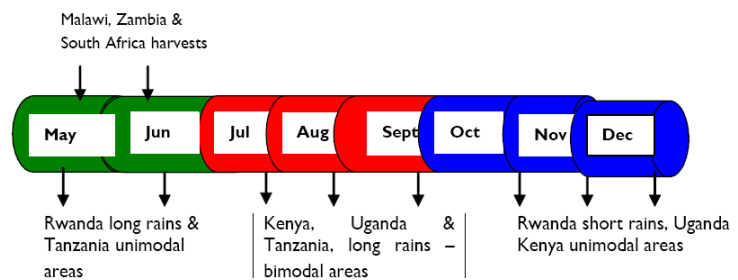 Malawi, Zambia &
South Africa harvests
May
Jun
Jul
Aug
Sept
Oct
Nov
Dec
Rwanda long rains &
Tanzania unimodal
areas
Kenya, Uganda &
Tanzania, long rains –
bimodal areas
Rwanda short rains, Uganda
Kenya unimodal areas